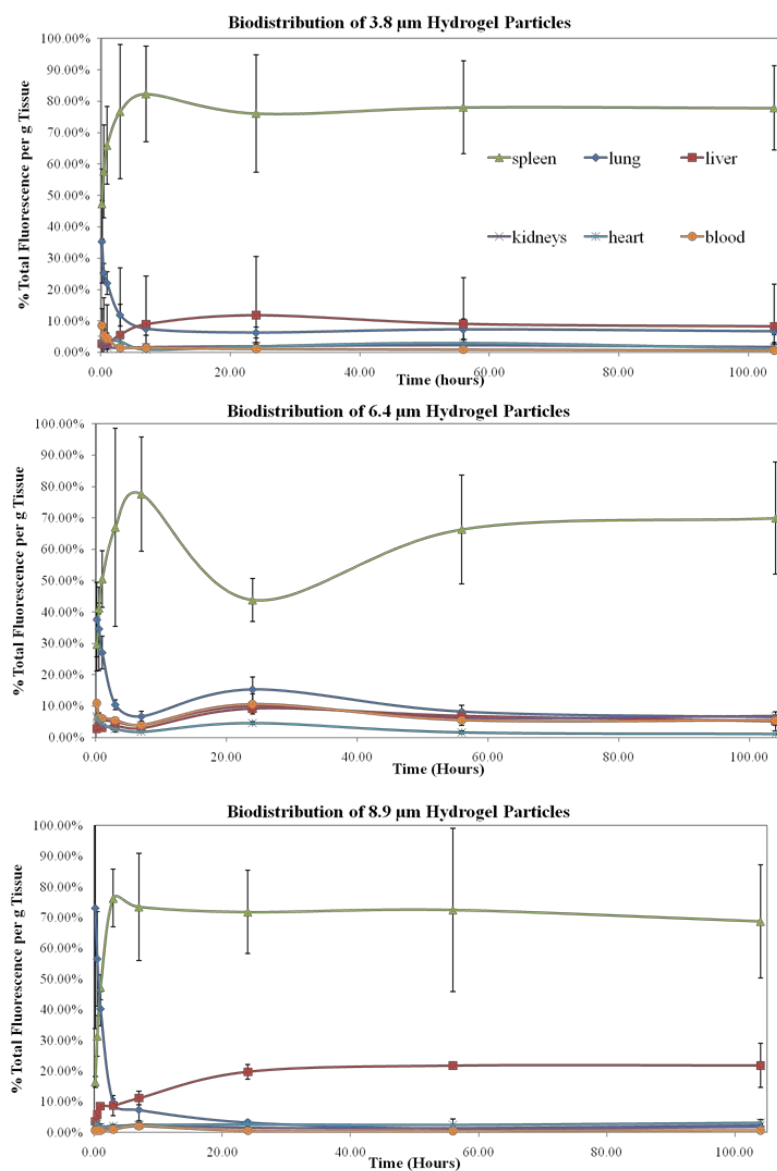 Biodistribution of 3.8 µm Hydrogel Particles
% Total Fluorescence per g Tissue
100.00%
90.00%
80.00%
70.00%
60.00%
50.00%
40.00%
30.00%
20.00%
10.00%
0.00%
spleen lung liver
kidneys heart blood
0.00 20.00 40.00 60.00 80.00 100.00
Time (hours)
Biodistribution of 6.4 µm Hydrogel Particles
% Total Fluorescence per g Tissue
100.00%
90.00%
80.00%
70.00%
60.00%
50.00%
40.00%
30.00%
20.00%
10.00%
0.00%
0.00 20.00 40.00 60.00 80.00 100.00
Time (Hours)
Biodistribution of 8.9 µm Hydrogel Particles
% Total Fluorescence per g Tissue
100.00%
90.00%
80.00%
70.00%
60.00%
50.00%
40.00%
30.00%
20.00%
10.00%
0.00%
0.00 20.00 40.00 60.00 80.00 100.00
Time (Hours)